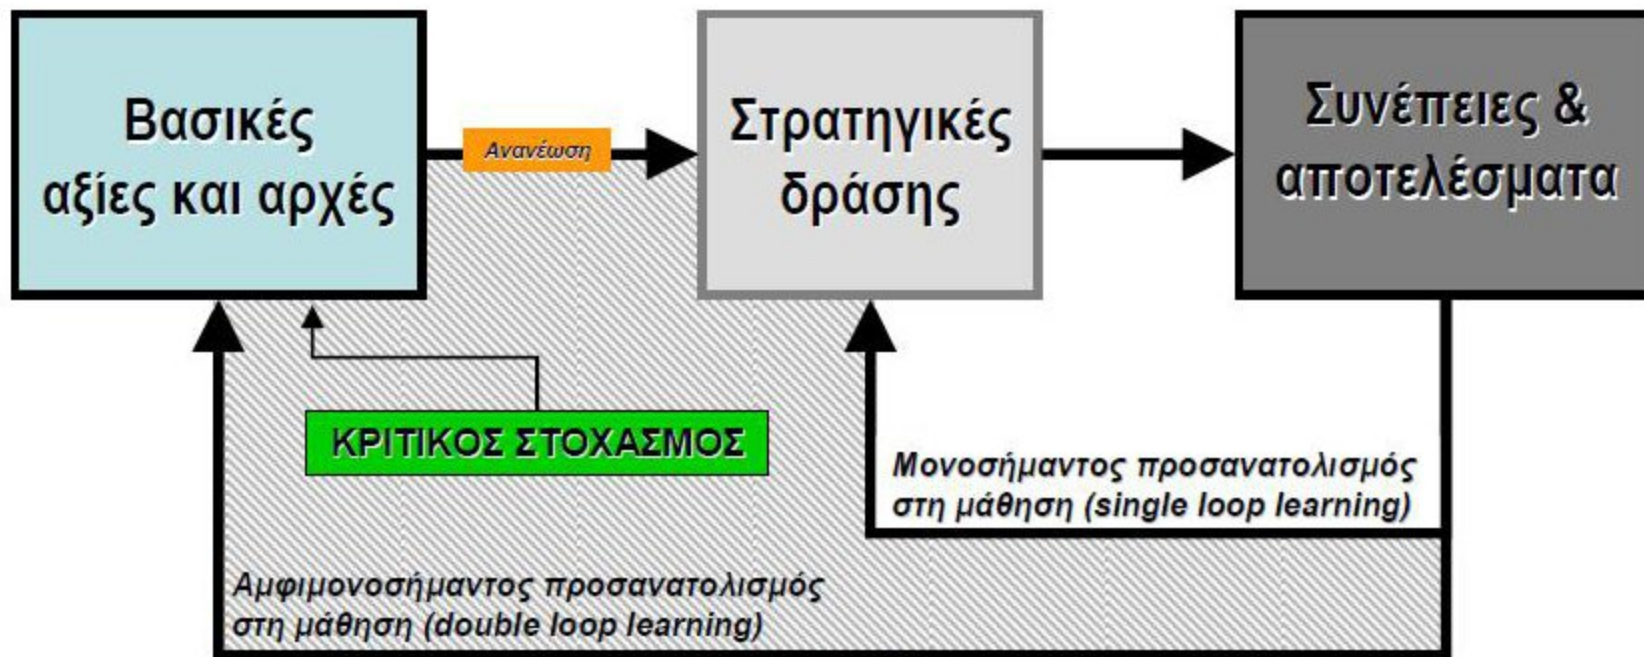 Βασικές
αξίες και αρχές
Ανανέωση
Στρατηγικές
δράσης
Συνέπειες &
αποτελέσματα
ΚΡΙΤΙΚΟΣ ΣΤΟΧΑΣΜΟΣ
Μονοσήμαντος προσανατολισμός
στη μάθηση (single loop learning)
Αμφιμονοσήμαντος προσανατολισμός
στη μάθηση (double loop learning)